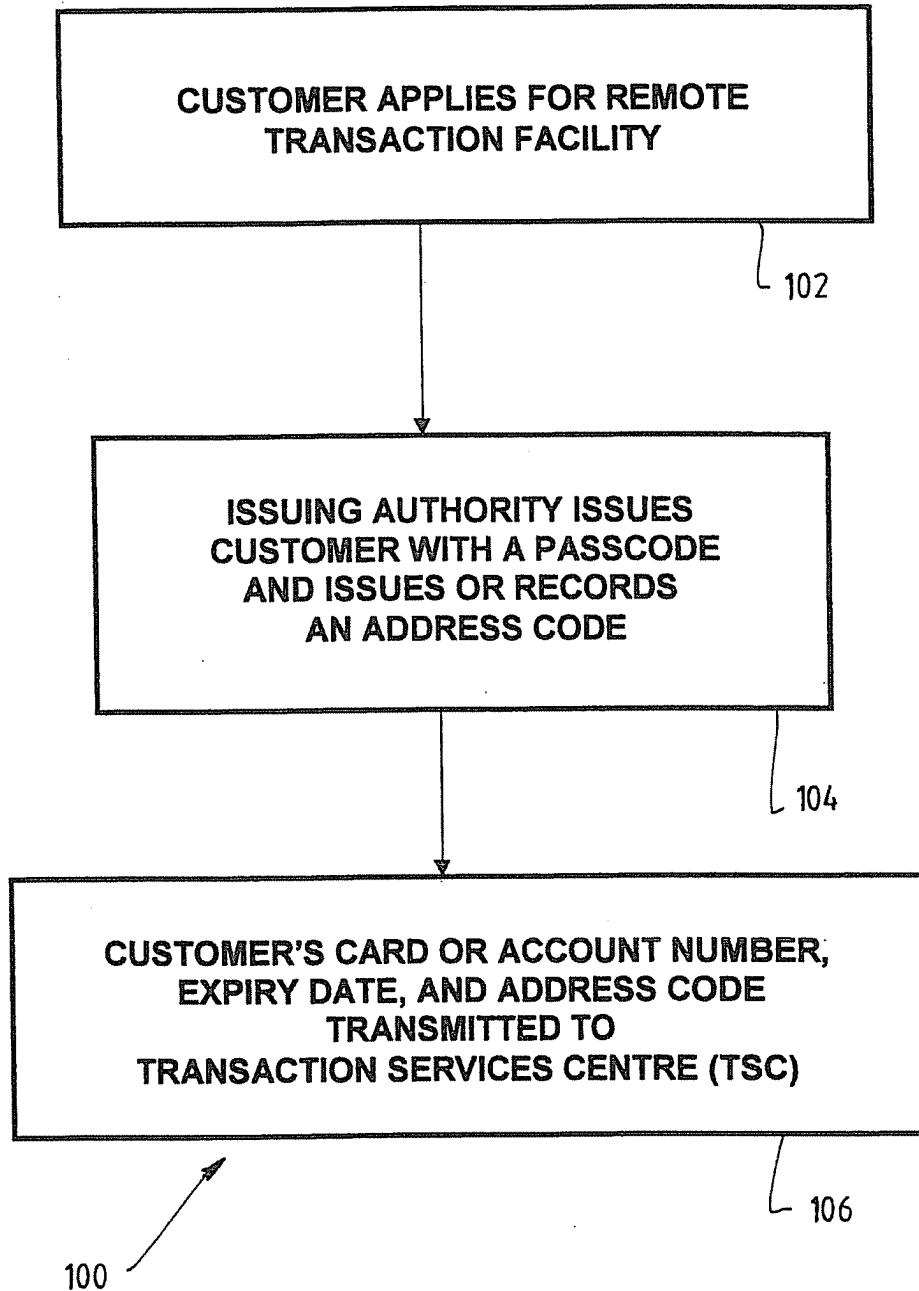 CUSTOMER APPLIES FOR REMOTE
TRANSACTION FACILITY
102
ISSUING AUTHORITY ISSUES
CUSTOMER WITH A PASSCODE
AND ISSUES OR RECORDS
AN ADDRESS CODE
104
CUSTOMER'S CARD OR ACCOUNT NUMBER,
EXPIRY DATE, AND ADDRESS CODE
TRANSMITTED TO
TRANSACTION SERVICES CENTRE (TSC)
106
100